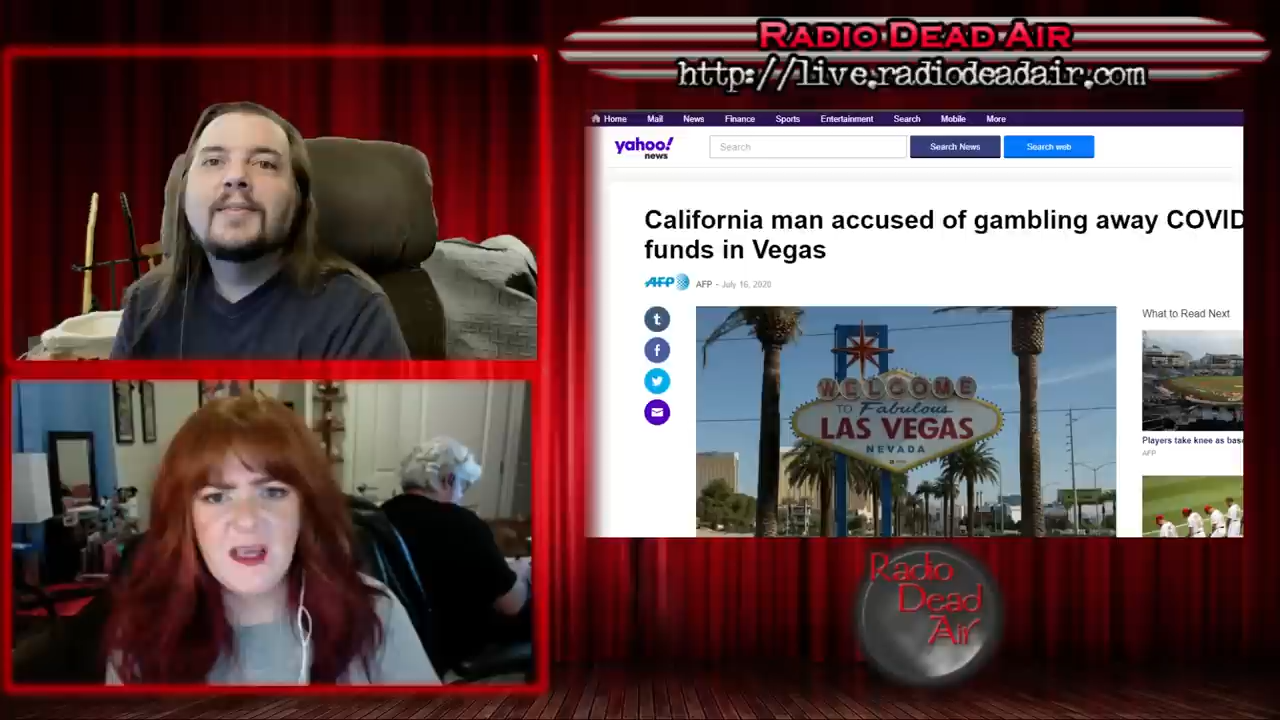 RADIO DEAD AIR
http://live.radiodeadair.com
Home Mail News Finance Sports Entertainment Search Mobile More
yahoo!
news
Search
Search News
Search web
California man accused of gambling away COVID
funds in Vegas
AFP
AFP - July 16, 2020
t
f
What to Read Next
WELCOME
TO Fabulous
LAS VEGAS
NEVADA
Players take knee as base
AFP
Radio
Dead
Air